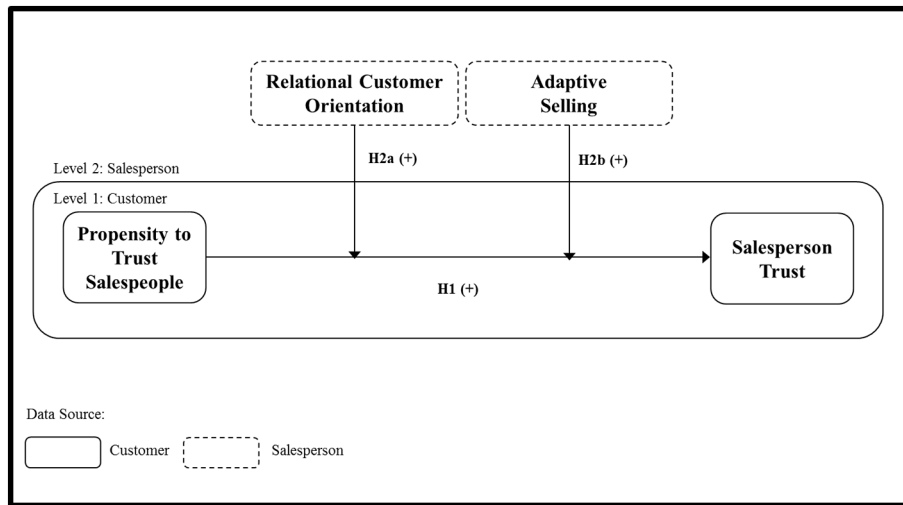 Relational Customer
Orientation
Adaptive
Selling
H2a (+)
H2b (+)
Level 2: Salesperson
Level 1: Customer
Propensity to
Trust
Salespeople
Salesperson
Trust
H1 (+)
Data Source:
Customer
Salesperson